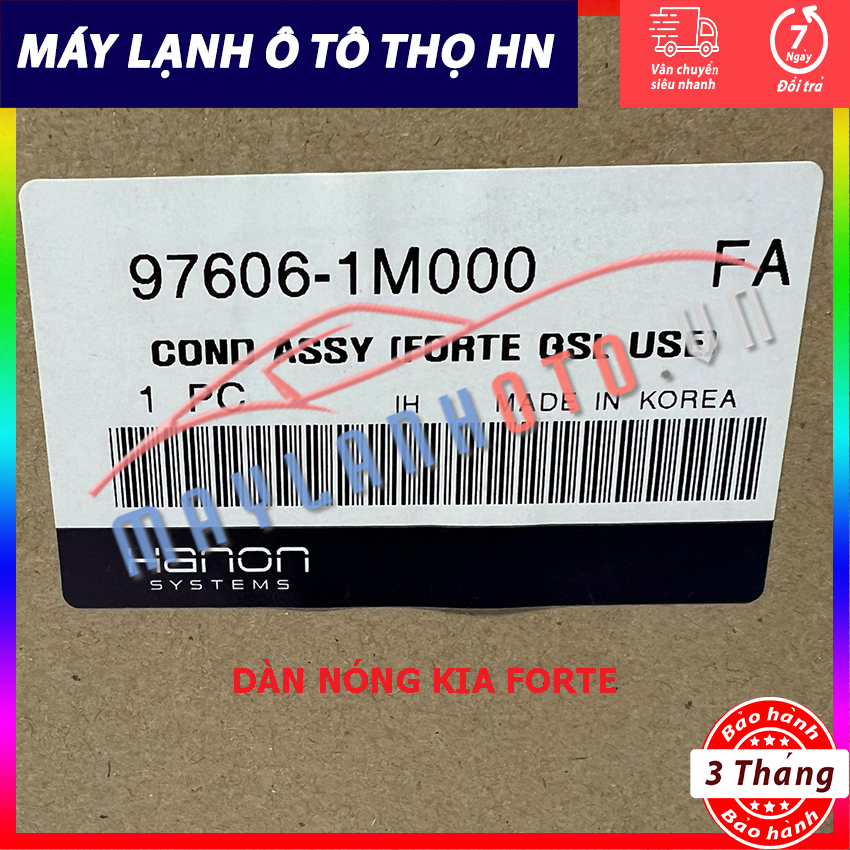 MÁY LẠNH Ô TÔ THỌ HN
Vân chuyển
siêu nhanh
7
Ngày
Đổi trả
97606-1M000 FA
COND ASSY (FORTE GSL USE)
1 PC IH MADE IN KOREA
MAYLANHOTO.VN
Hanon
SYSTEMS
DÀN NÓNG KIA FORTE
Bảo hành
3 Tháng
Bảo hành